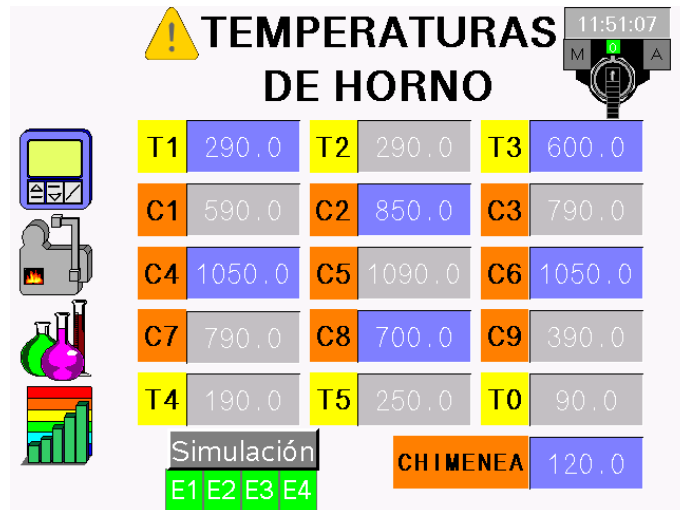 TEMPERATURAS
DE HORNO
11:51:07
M 0 A
T1 290.0 T2 290.0 T3 600.0
C1 590.0 C2 850.0 C3 790.0
C4 1050.0 C5 1090.0 C6 1050.0
C7 790.0 C8 700.0 C9 390.0
T4 190.0 T5 250.0 T0 90.0
Simulación
E1 E2 E3 E4
CHIMENEA 120.0